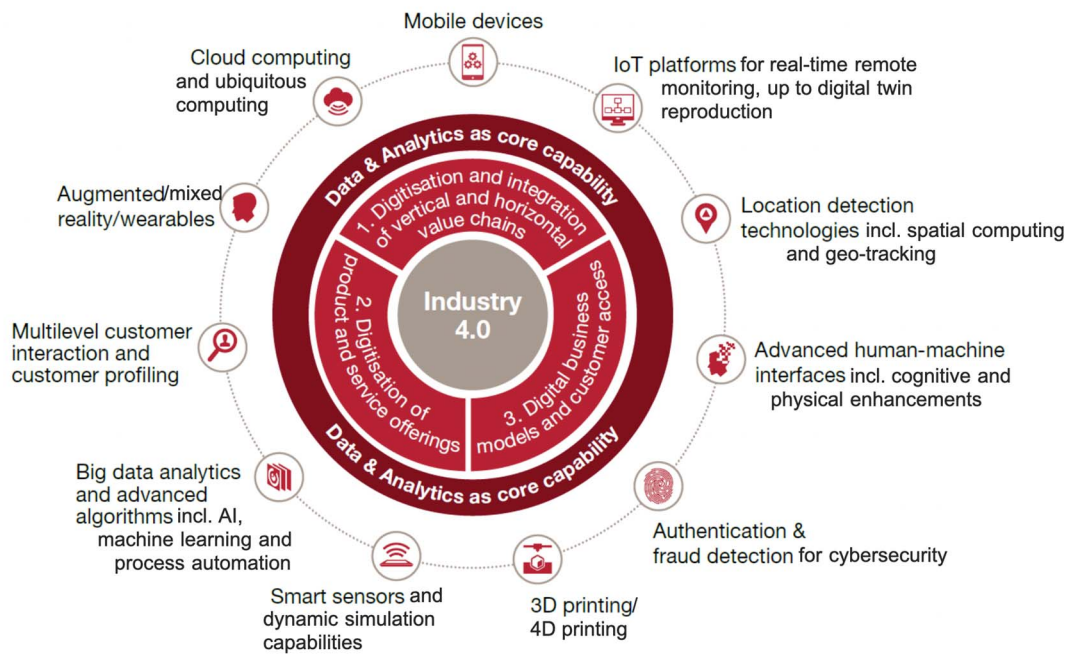 Mobile devices
Cloud computing
and ubiquitous
computing
IoT platforms for real-time remote
monitoring, up to digital twin
reproduction
Augmented/mixed
reality/wearables
Location detection
technologies incl. spatial computing
and geo-tracking
Multilevel customer
interaction and
customer profiling
Advanced human-machine
interfaces incl. cognitive and
physical enhancements
Big data analytics
and advanced
algorithms incl. AI,
machine learning and
process automation
Authentication &
fraud detection for cybersecurity
Smart sensors and
dynamic simulation
capabilities
3D printing/
4D printing
Data & Analytics as core capability
1. Digitisation and integration
of vertical and horizontal
value chains
2. Digitisation of
product and service offerings
3. Digital business
models and customer access
Industry
4.0
Data & Analytics as core capability